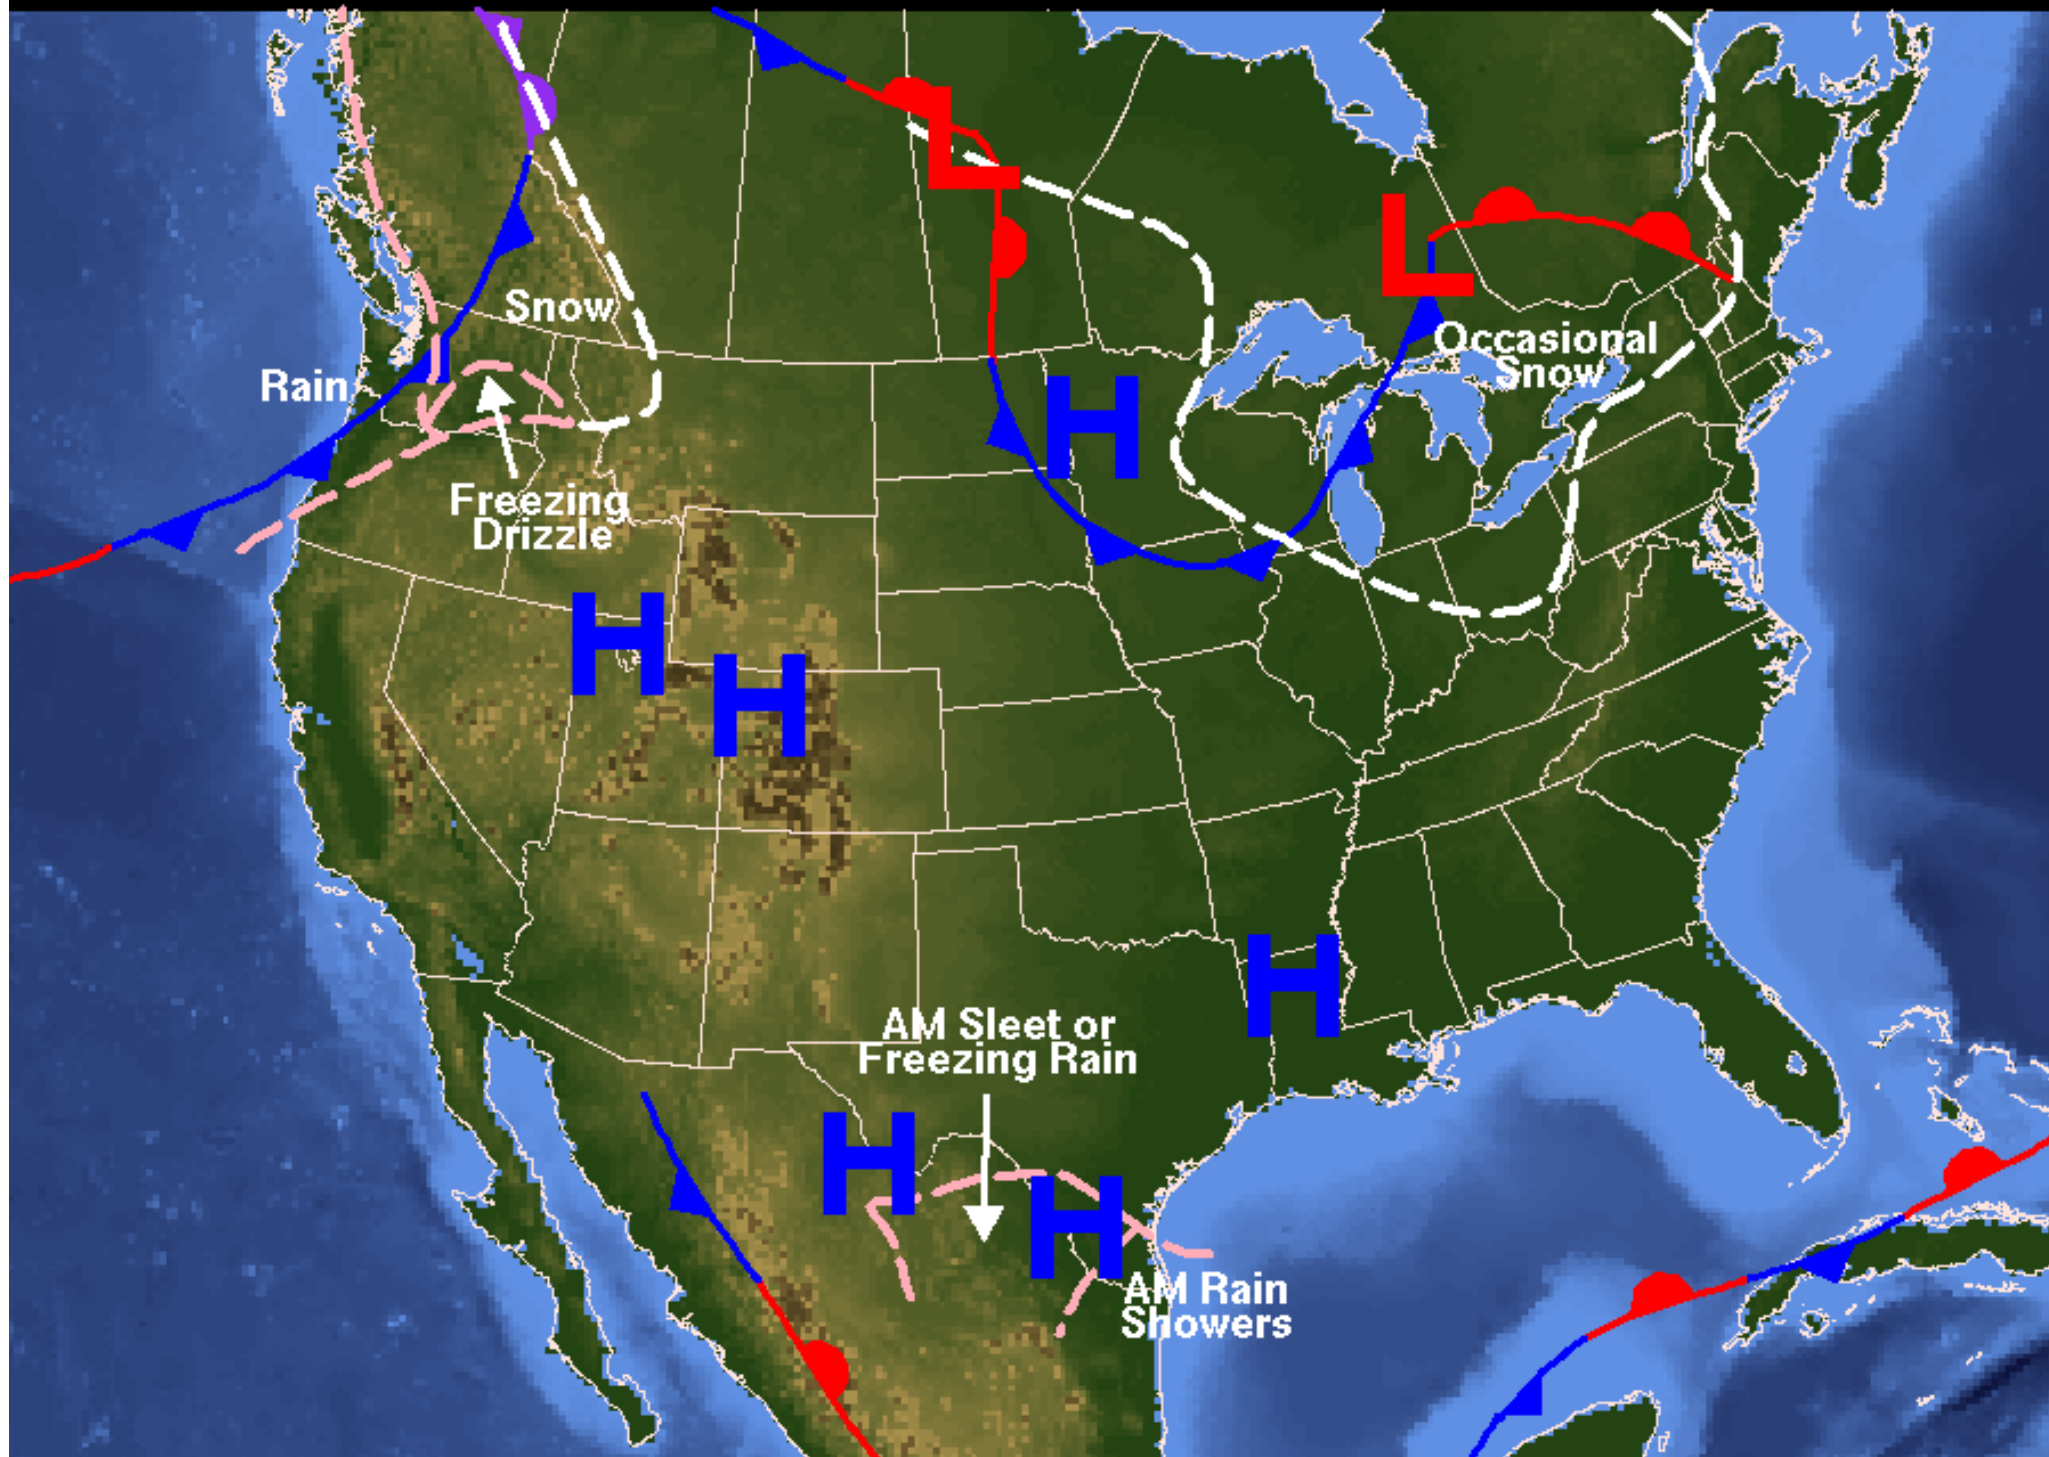 L
L
Snow
Occasional
Snow
Rain
H
Freezing
Drizzle
H
H
H
AM Sleet or
Freezing Rain
H
H
AM Rain
Showers